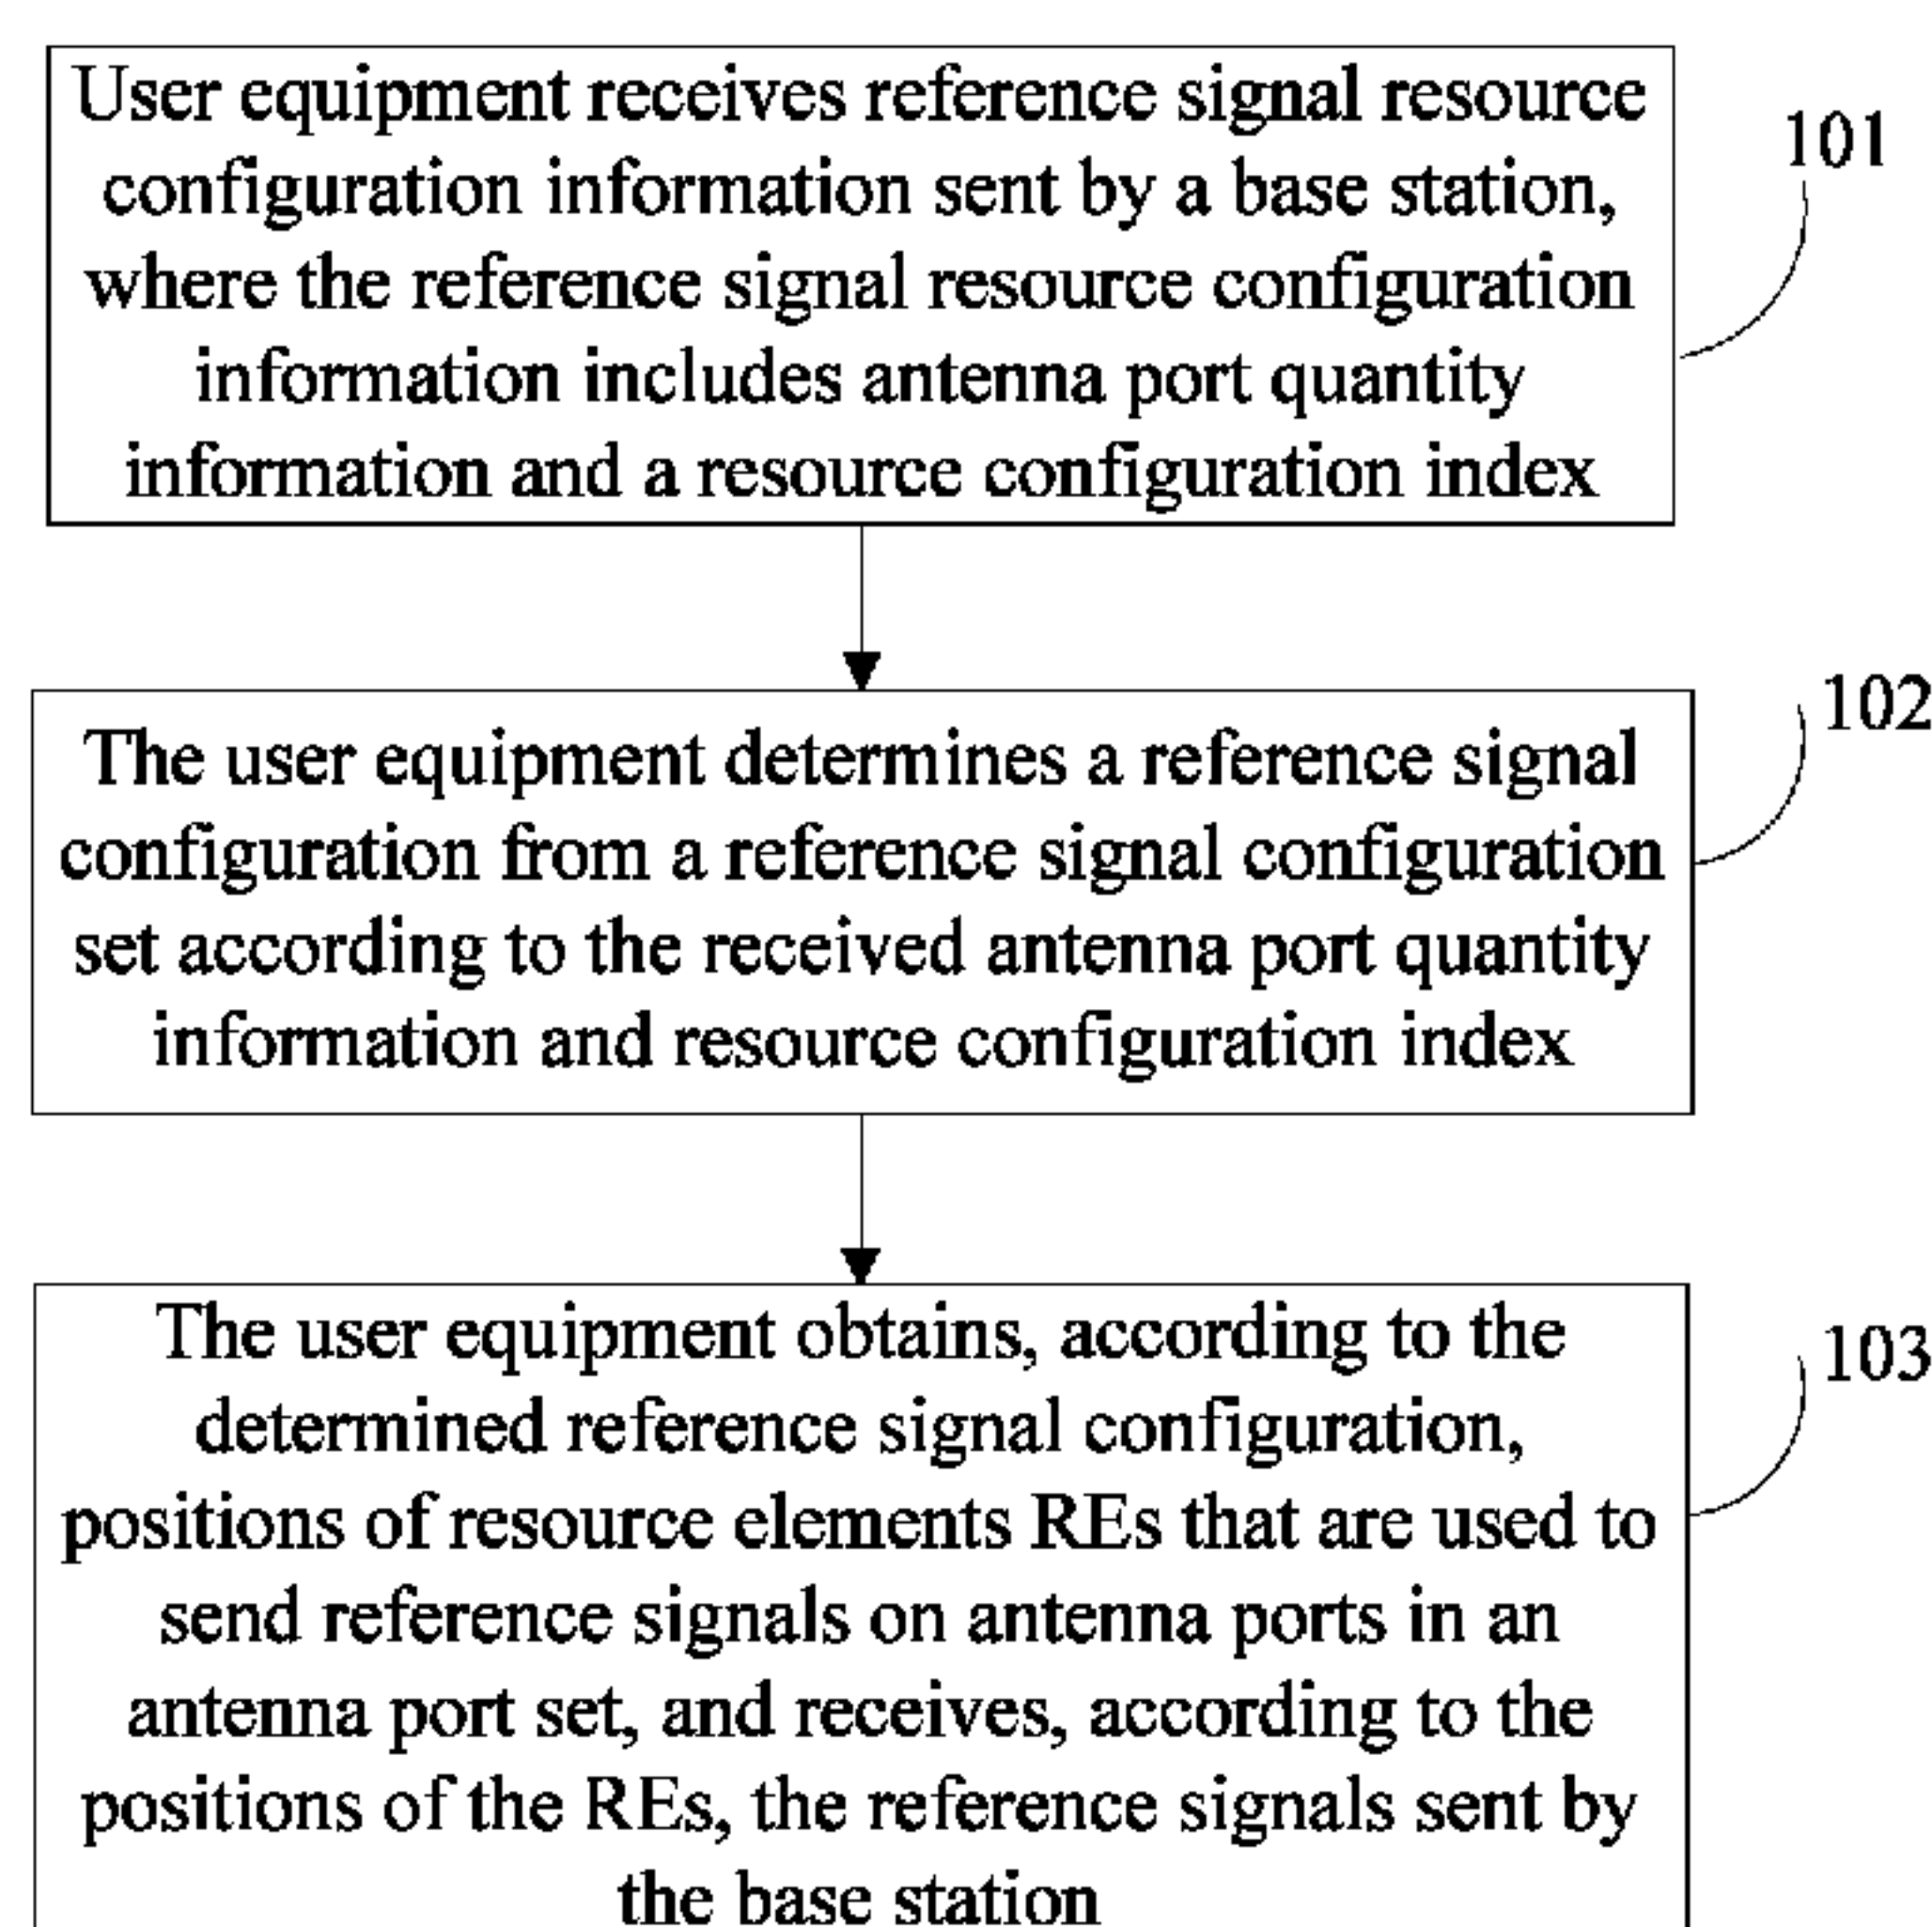 User equipment receives reference signal resource
configuration information sent by a base station,
where the reference signal resource configuration
information includes antenna port quantity
information and a resource configuration index
101
The user equipment determines a reference signal
configuration from a reference signal configuration
set according to the received antenna port quantity
information and resource configuration index
102
The user equipment obtains, according to the
determined reference signal configuration,
positions of resource elements REs that are used to
send reference signals on antenna ports in an
antenna port set, and receives, according to the
positions of the REs, the reference signals sent by
the base station
103